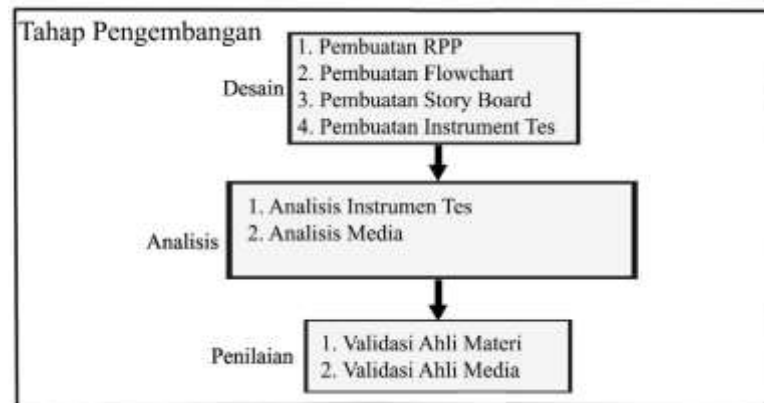 Tahap Pengembangan
Desain
1. Pembuatan RPP
2. Pembuatan Flowchart
3. Pembuatan Story Board
4. Pembuatan Instrument Tes
Analisis
1. Analisis Instrumen Tes
2. Analisis Media
Penilaian
1. Validasi Ahli Materi
2. Validasi Ahli Media